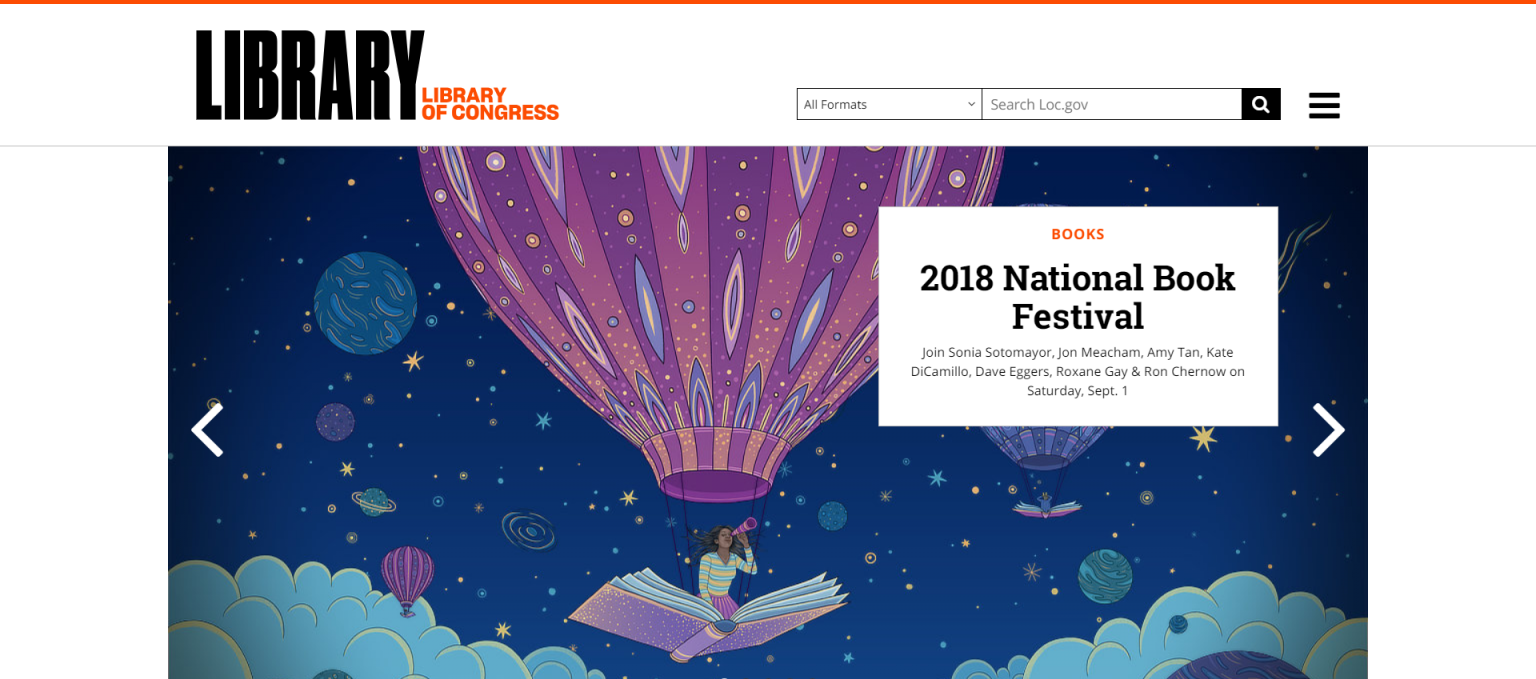 LIBRARY
LIBRARY
OF CONGRESS
All Formats
Search Loc.gov
BOOKS
2018 National Book
Festival
Join Sonia Sotomayor, Jon Meacham, Amy Tan, Kate
DiCamillo, Dave Eggers, Roxane Gay & Ron Chernow on
Saturday, Sept. 1